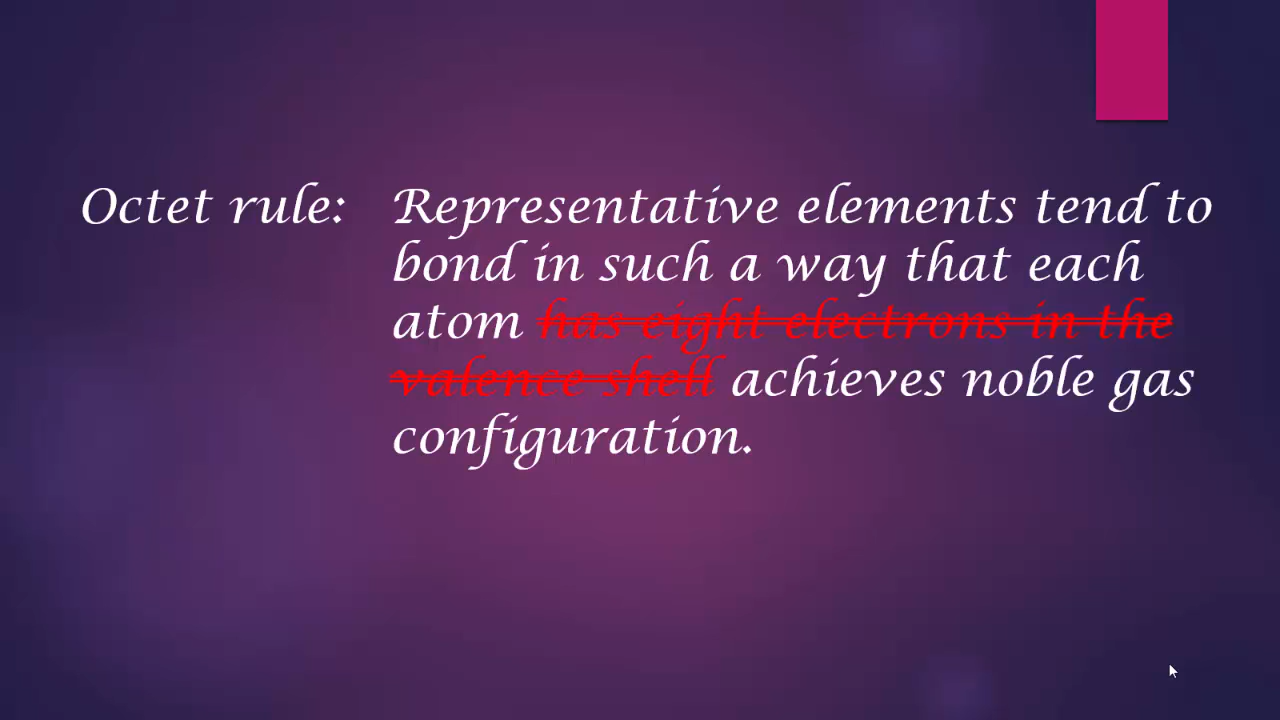 Octet rule: Representative elements tend to
bond in such a way that each
atom has eight electrons in the
valence shell achieves noble gas
configuration.